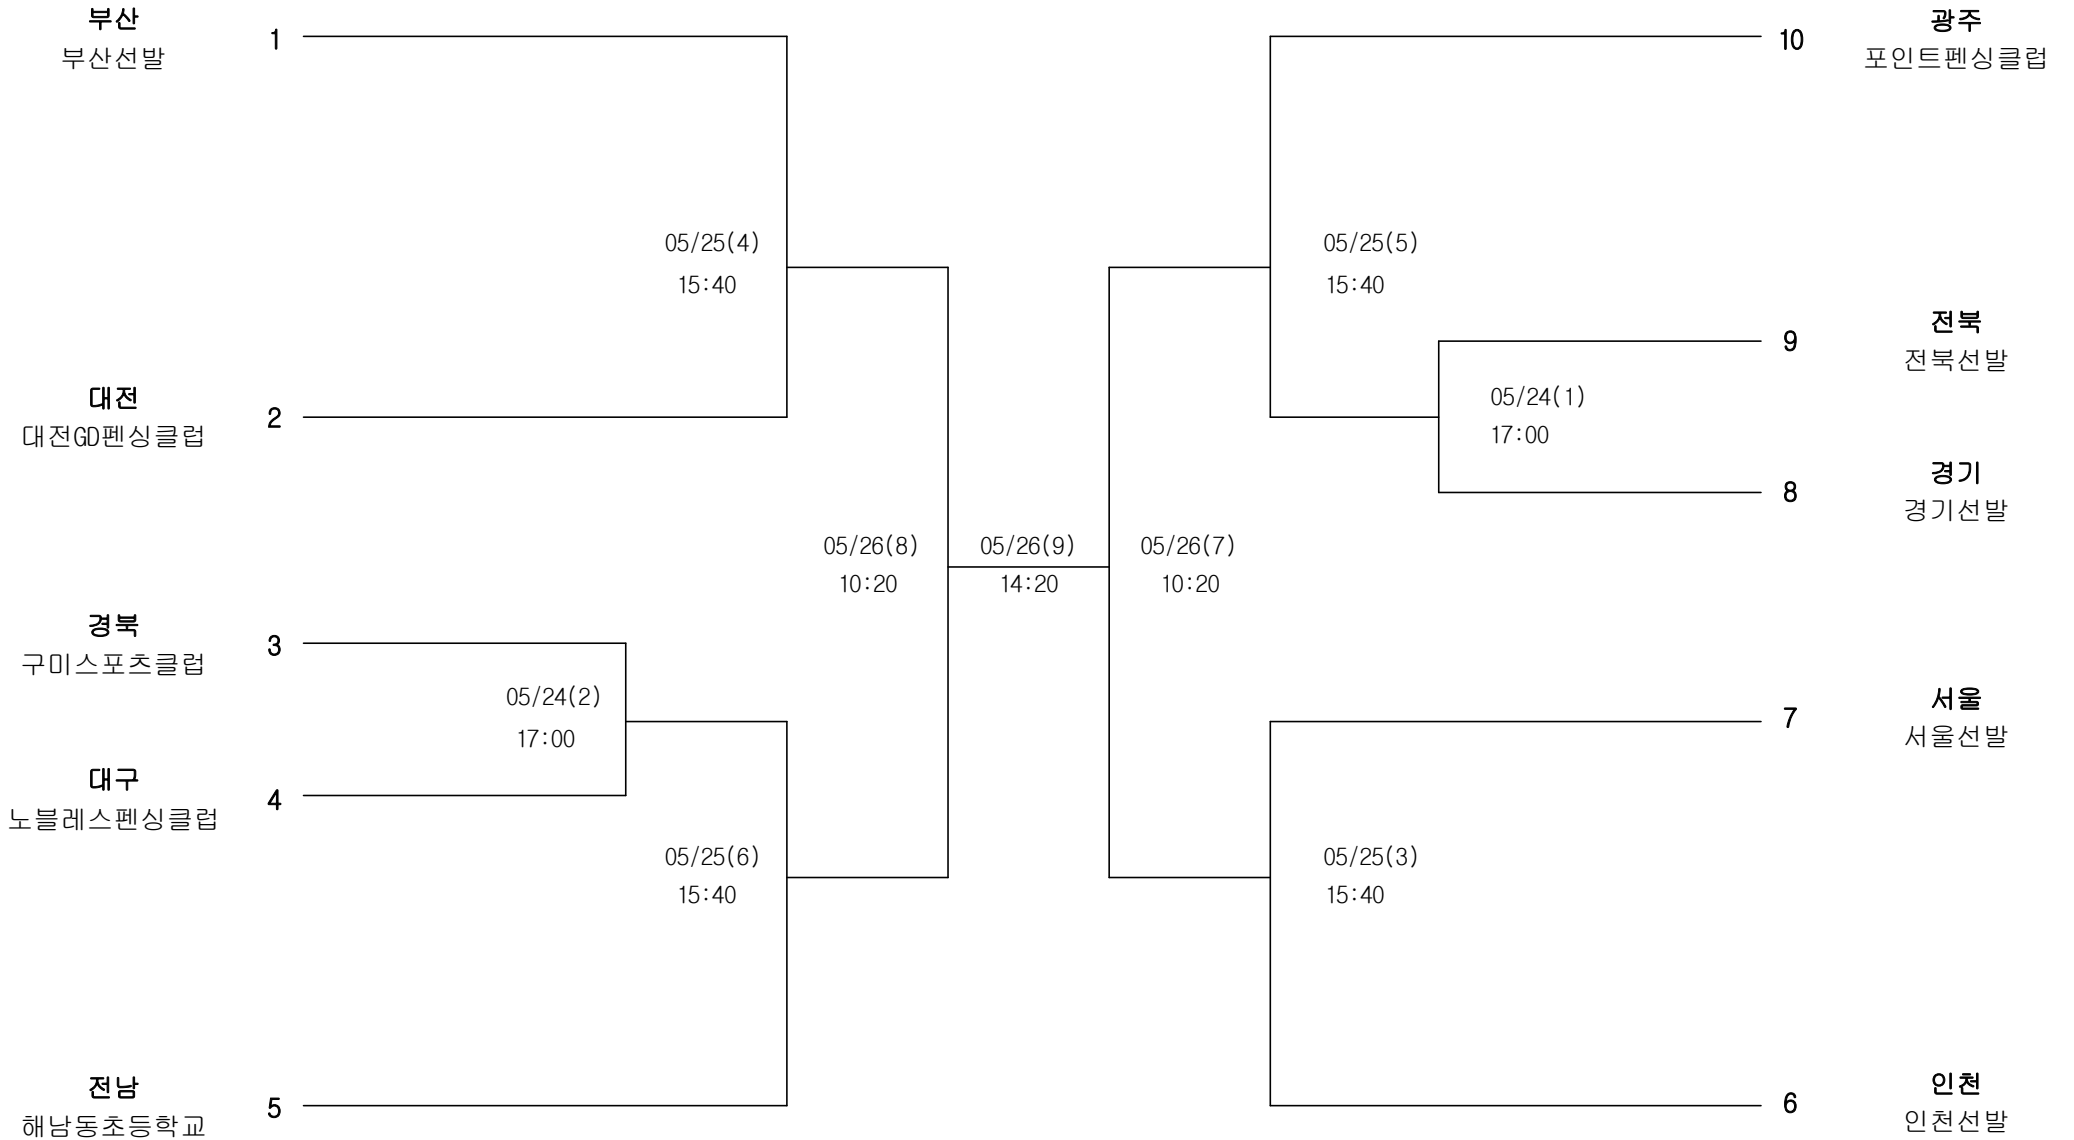 부산
부산선발
1
10
광주
포인트펜싱클럽
05/25(4)
15:40
05/25(5)
15:40
전북
전북선발
9
대전
대전GD펜싱클럽
2
05/24(1)
17:00
경기
경기선발
8
05/26(8)
10:20
05/26(9)
14:20
05/26(7)
10:20
경북
구미스포츠클럽
3
05/24(2)
17:00
서울
서울선발
7
대구
노블레스펜싱클럽
4
05/25(6)
15:40
05/25(3)
15:40
전남
해남동초등학교
5
6
인천
인천선발